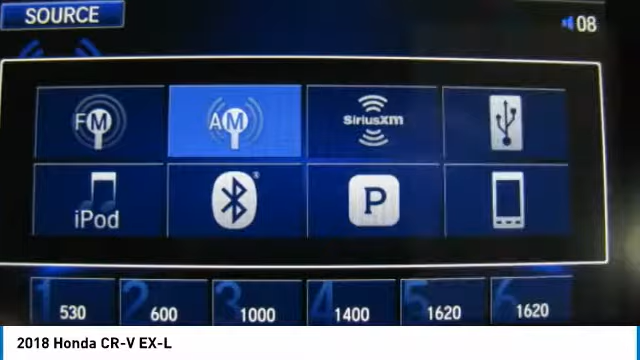 SOURCE
08
FM
AM
SiriusXM
iPod
P
1 530
2 600
3 1000
4 1400
5 1620
6 1620
2018 Honda CR-V EX-L